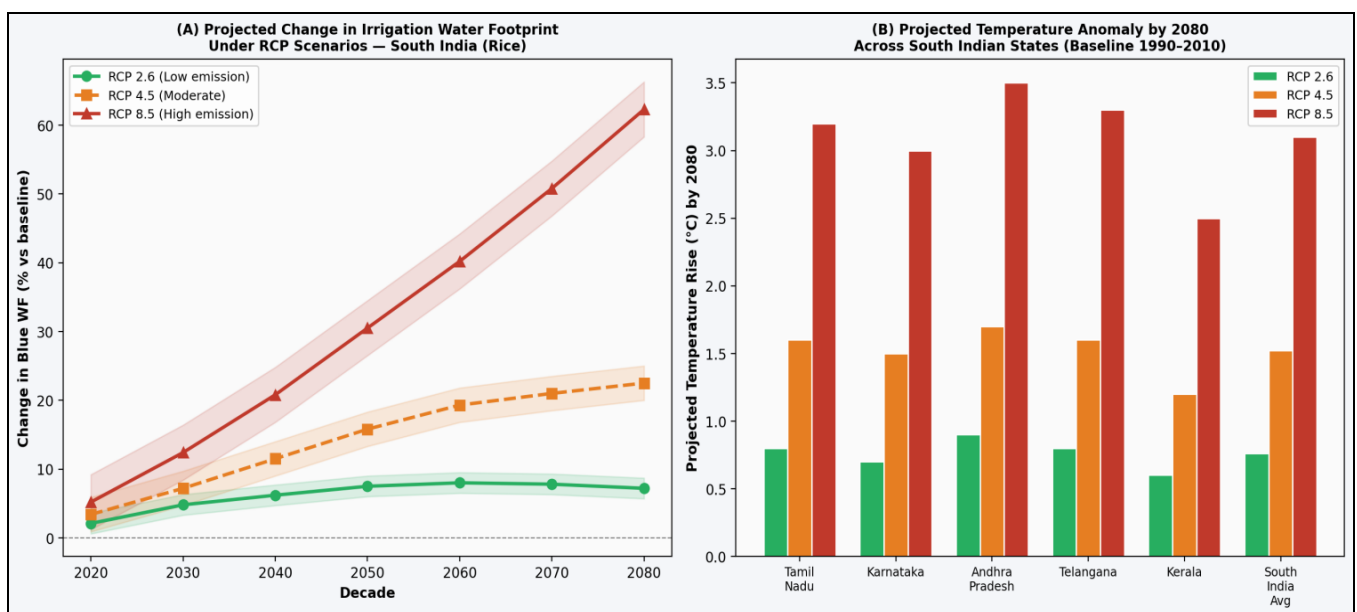 (A) Projected Change in Irrigation Water Footprint
Under RCP Scenarios — South India (Rice)
RCP 2.6 (Low emission)
RCP 4.5 (Moderate)
RCP 8.5 (High emission)
Change in Blue WF (% vs baseline)
60
50
40
30
20
10
0
2020 2030 2040 2050 2060 2070 2080
Decade
(B) Projected Temperature Anomaly by 2080
Across South Indian States (Baseline 1990–2010)
RCP 2.6
RCP 4.5
RCP 8.5
Projected Temperature Rise (°C) by 2080
3.5
3.0
2.5
2.0
1.5
1.0
0.5
0.0
Tamil
Nadu
Karnataka
Andhra
Pradesh
Telangana
Kerala
South
India
Avg